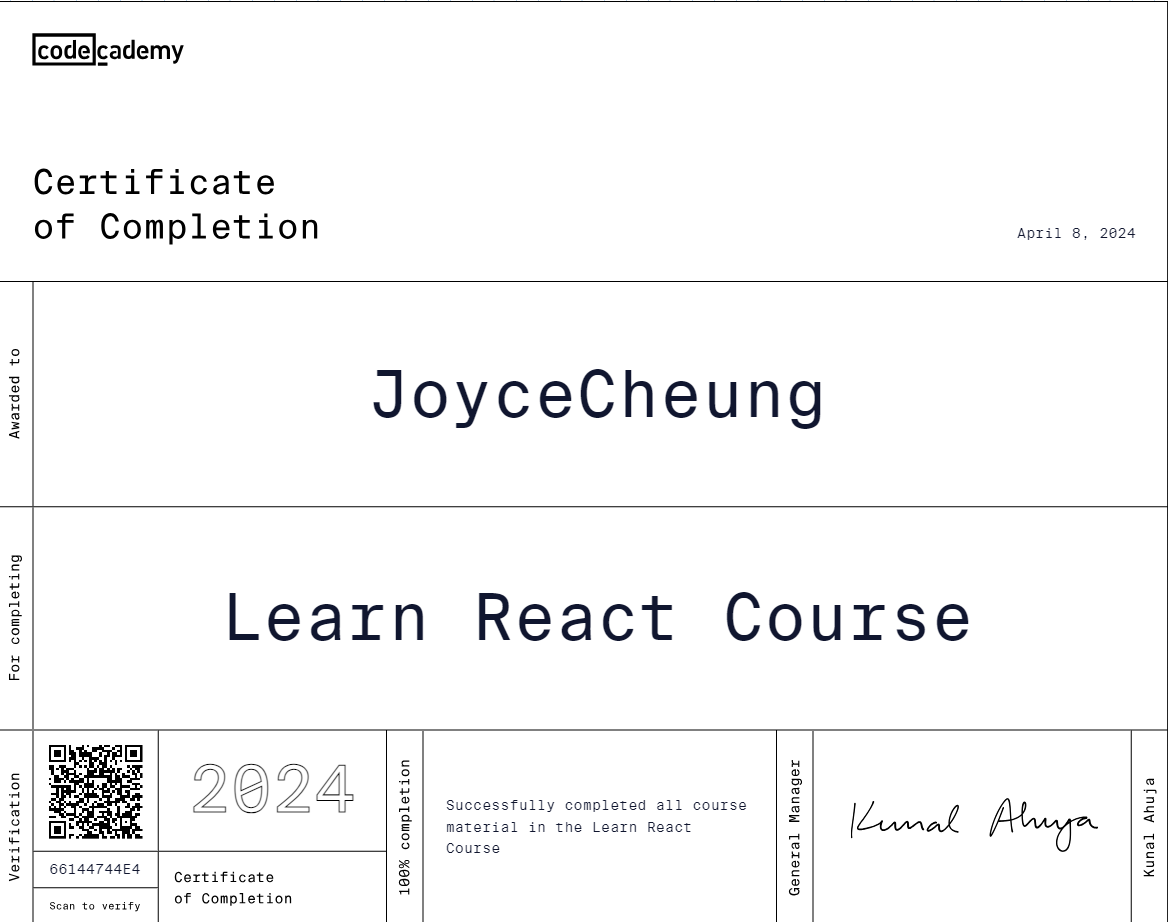 codecademy
Certificate
of Completion
April 8, 2024
Awarded to
JoyceCheung
For completing
Learn React Course
Verification
66144744E4
Scan to verify
2024
Certificate
of Completion
100% completion
Successfully completed all course
material in the Learn React
Course
General Manager
Kunal Ahuja
Kunal Ahuja